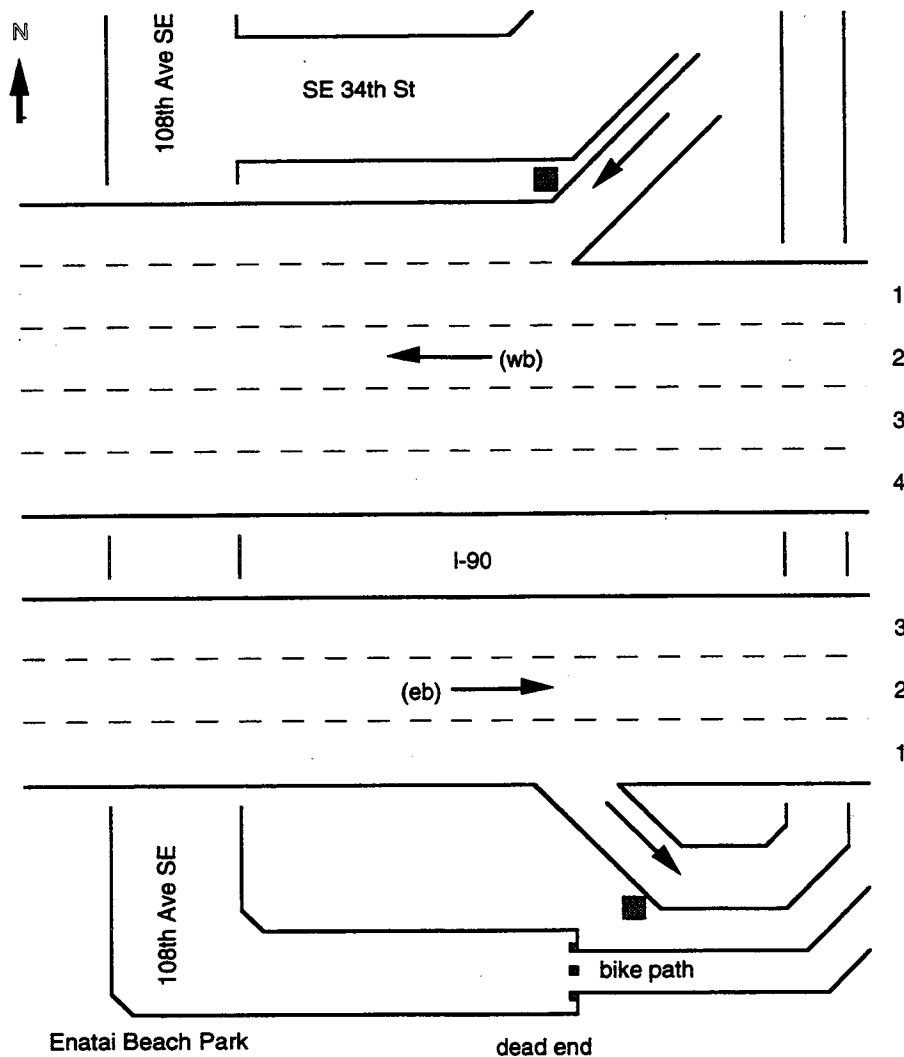 N
108th Ave SE
SE 34th St
1
(wb)
2
3
4
I-90
3
(eb)
2
1
108th Ave SE
bike path
Enatai Beach Park
dead end